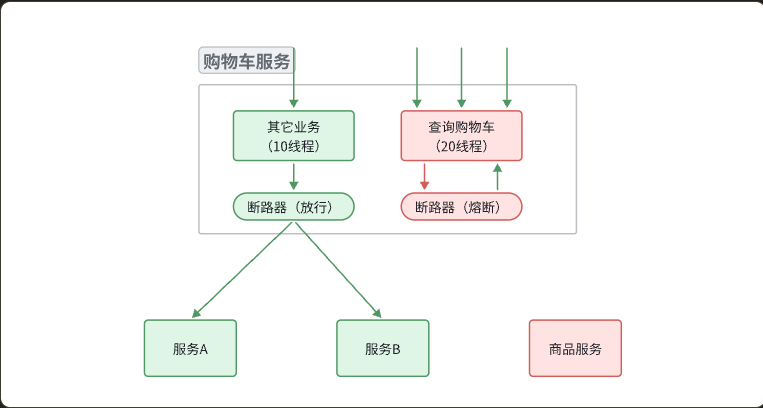 购物车服务
其它业务
（10线程）
查询购物车
（20线程）
断路器（放行）
断路器（熔断）
服务A
服务B
商品服务